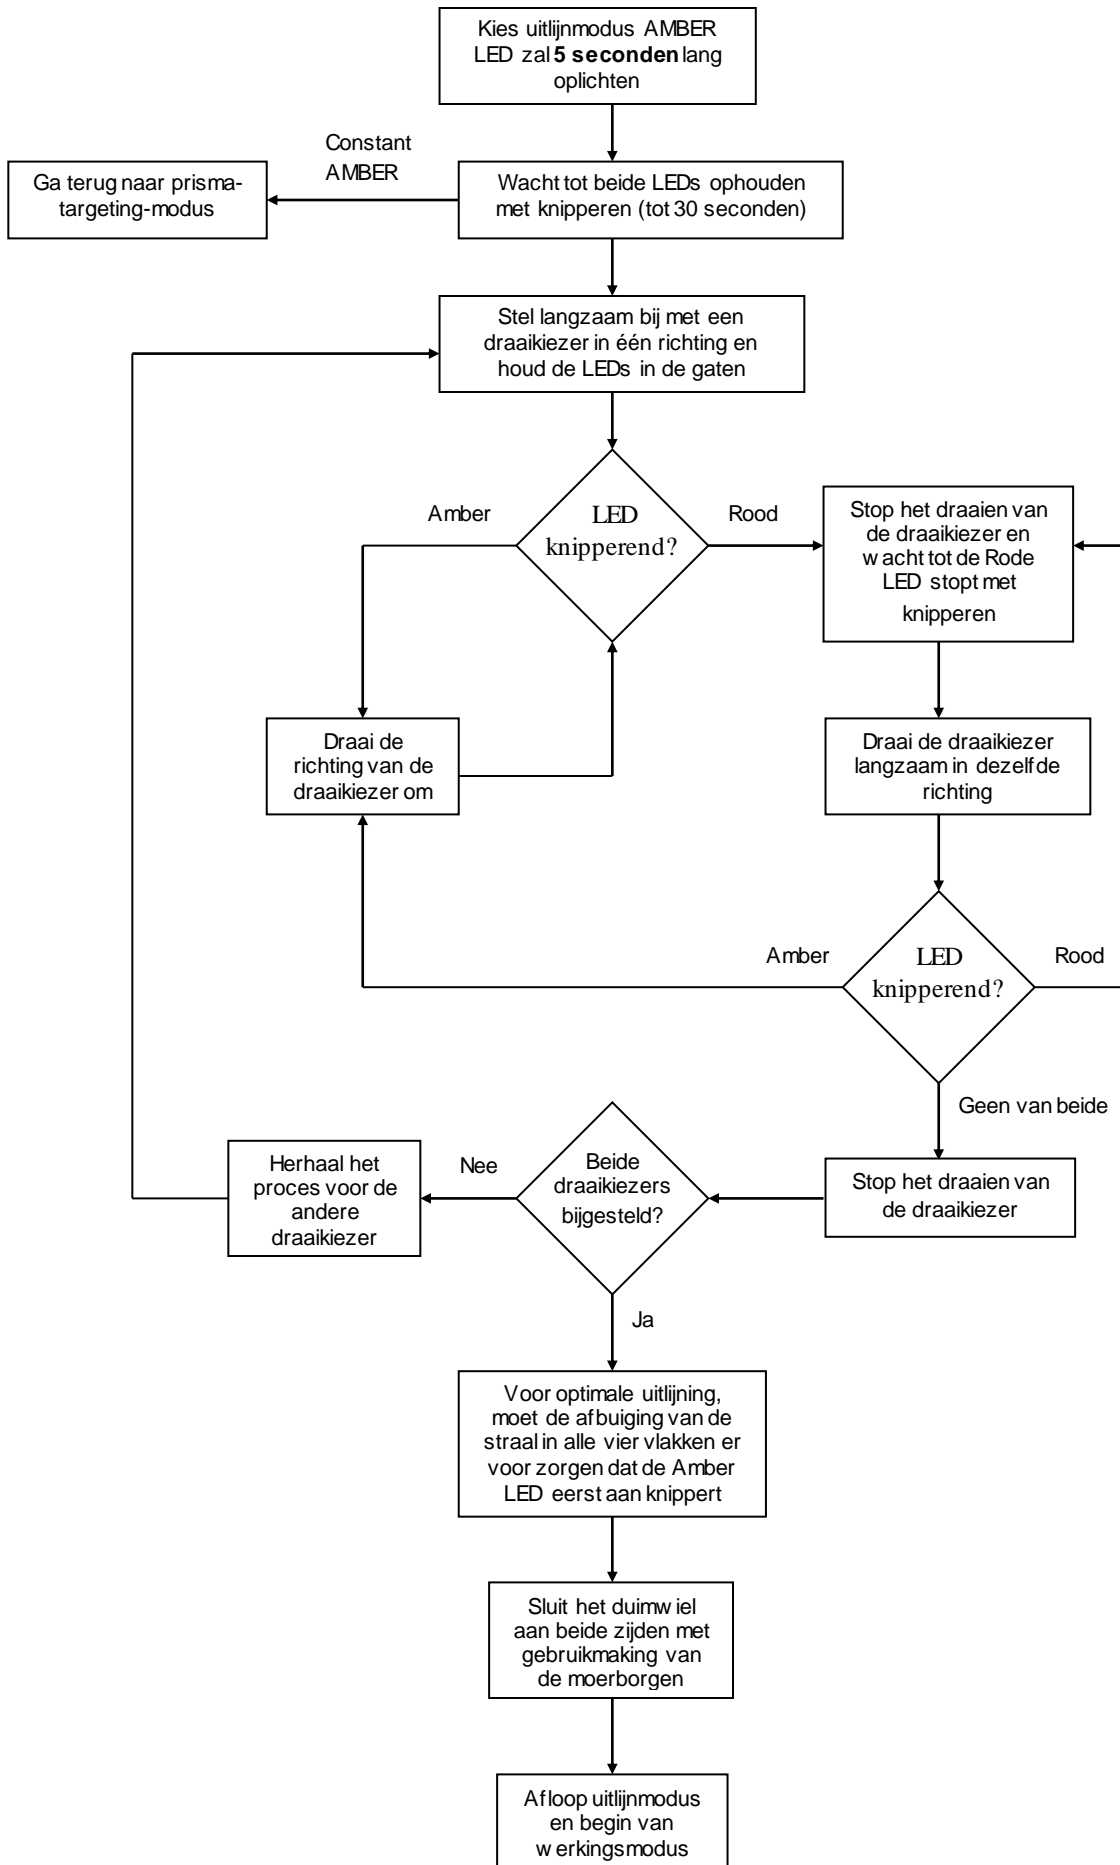 Kies uitlijnmodus AMBER
LED zal 5 seconden lang
oplichten
Constant
AMBER
Ga terug naar prisma-
targeting-modus
Wacht tot beide LEDs ophouden
met knipperen (tot 30 seconden)
Stel langzaam bij met een
draaikiezer in één richting en
houd de LEDs in de gaten
Amber
LED
knipperend?
Rood
Stop het draaien van
de draaikiezer en
wacht tot de Rode
LED stopt met
knipperen
Draai de
richting van de
draaikiezer om
Draai de draaikiezer
langzaam in dezelfde
richting
Amber
LED
knipperend?
Rood
Geen van beide
Herhaal het
proces voor de
andere
draaikiezer
Nee
Beide
draaikiezers
bijgesteld?
Stop het draaien van
de draaikiezer
Ja
Voor optimale uitlijning,
moet de afbuiging van de
straal in alle vier vlakken er
voor zorgen dat de Amber
LED eerst aan knippert
Sluit het duimwiel
aan beide zijden met
gebruikmaking van
de moerborgen
Afloop uitlijnmodus
en begin van
werkingsmodus